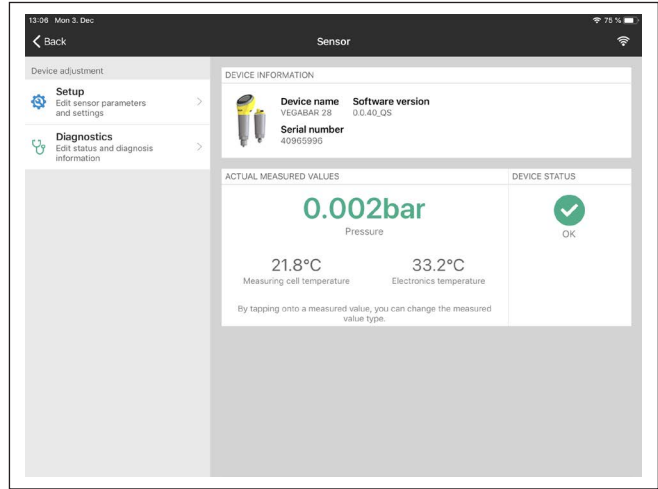 13:06 Mon 3. Dec
75 %
Back
Sensor
Device adjustment
Setup
Edit sensor parameters
and settings
Diagnostics
Edit status and diagnosis
information
DEVICE INFORMATION
Device name Software version
VEGABAR 28 0.0.40_QS
Serial number
40965996
ACTUAL MEASURED VALUES
DEVICE STATUS
0.002bar
Pressure
OK
21.8°C 33.2°C
Measuring cell temperature Electronics temperature
By tapping onto a measured value, you can change the measured
value type.